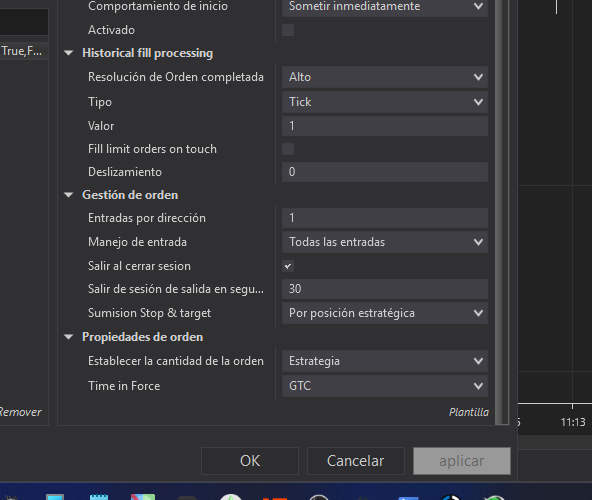 Comportamiento de inicio Someter inmediatamente
Activado
True,F...
Historical fill processing
Resolución de Orden completada Alto
Tipo Tick
Valor 1
Fill limit orders on touch
Deslizamiento 0
Gestión de orden
Entradas por dirección 1
Manejo de entrada Todas las entradas
Salir al cerrar sesion
Salir de sesión de salida en segu... 30
Sumision Stop & target Por posición estratégica
Propiedades de orden
Establecer la cantidad de la orden Estrategia
Time in Force GTC
Remover Plantilla
11:13
OK Cancelar aplicar